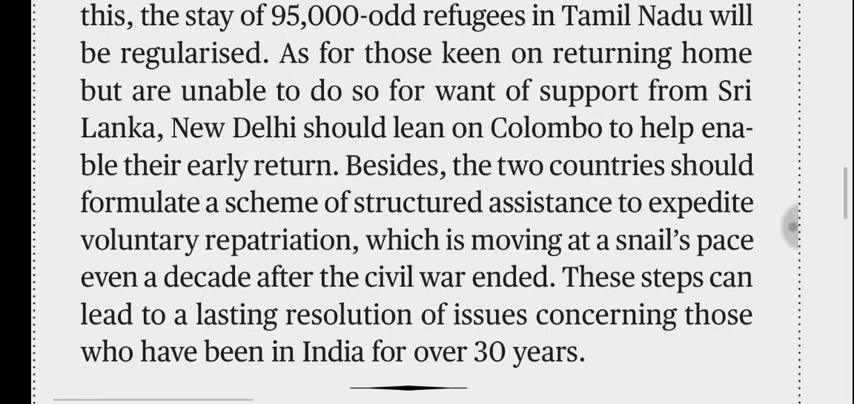 this, the stay of 95,000-odd refugees in Tamil Nadu will
be regularised. As for those keen on returning home
but are unable to do so for want of support from Sri
Lanka, New Delhi should lean on Colombo to help ena-
ble their early return. Besides, the two countries should
formulate a scheme of structured assistance to expedite
voluntary repatriation, which is moving at a snail’s pace
even a decade after the civil war ended. These steps can
lead to a lasting resolution of issues concerning those
who have been in India for over 30 years.